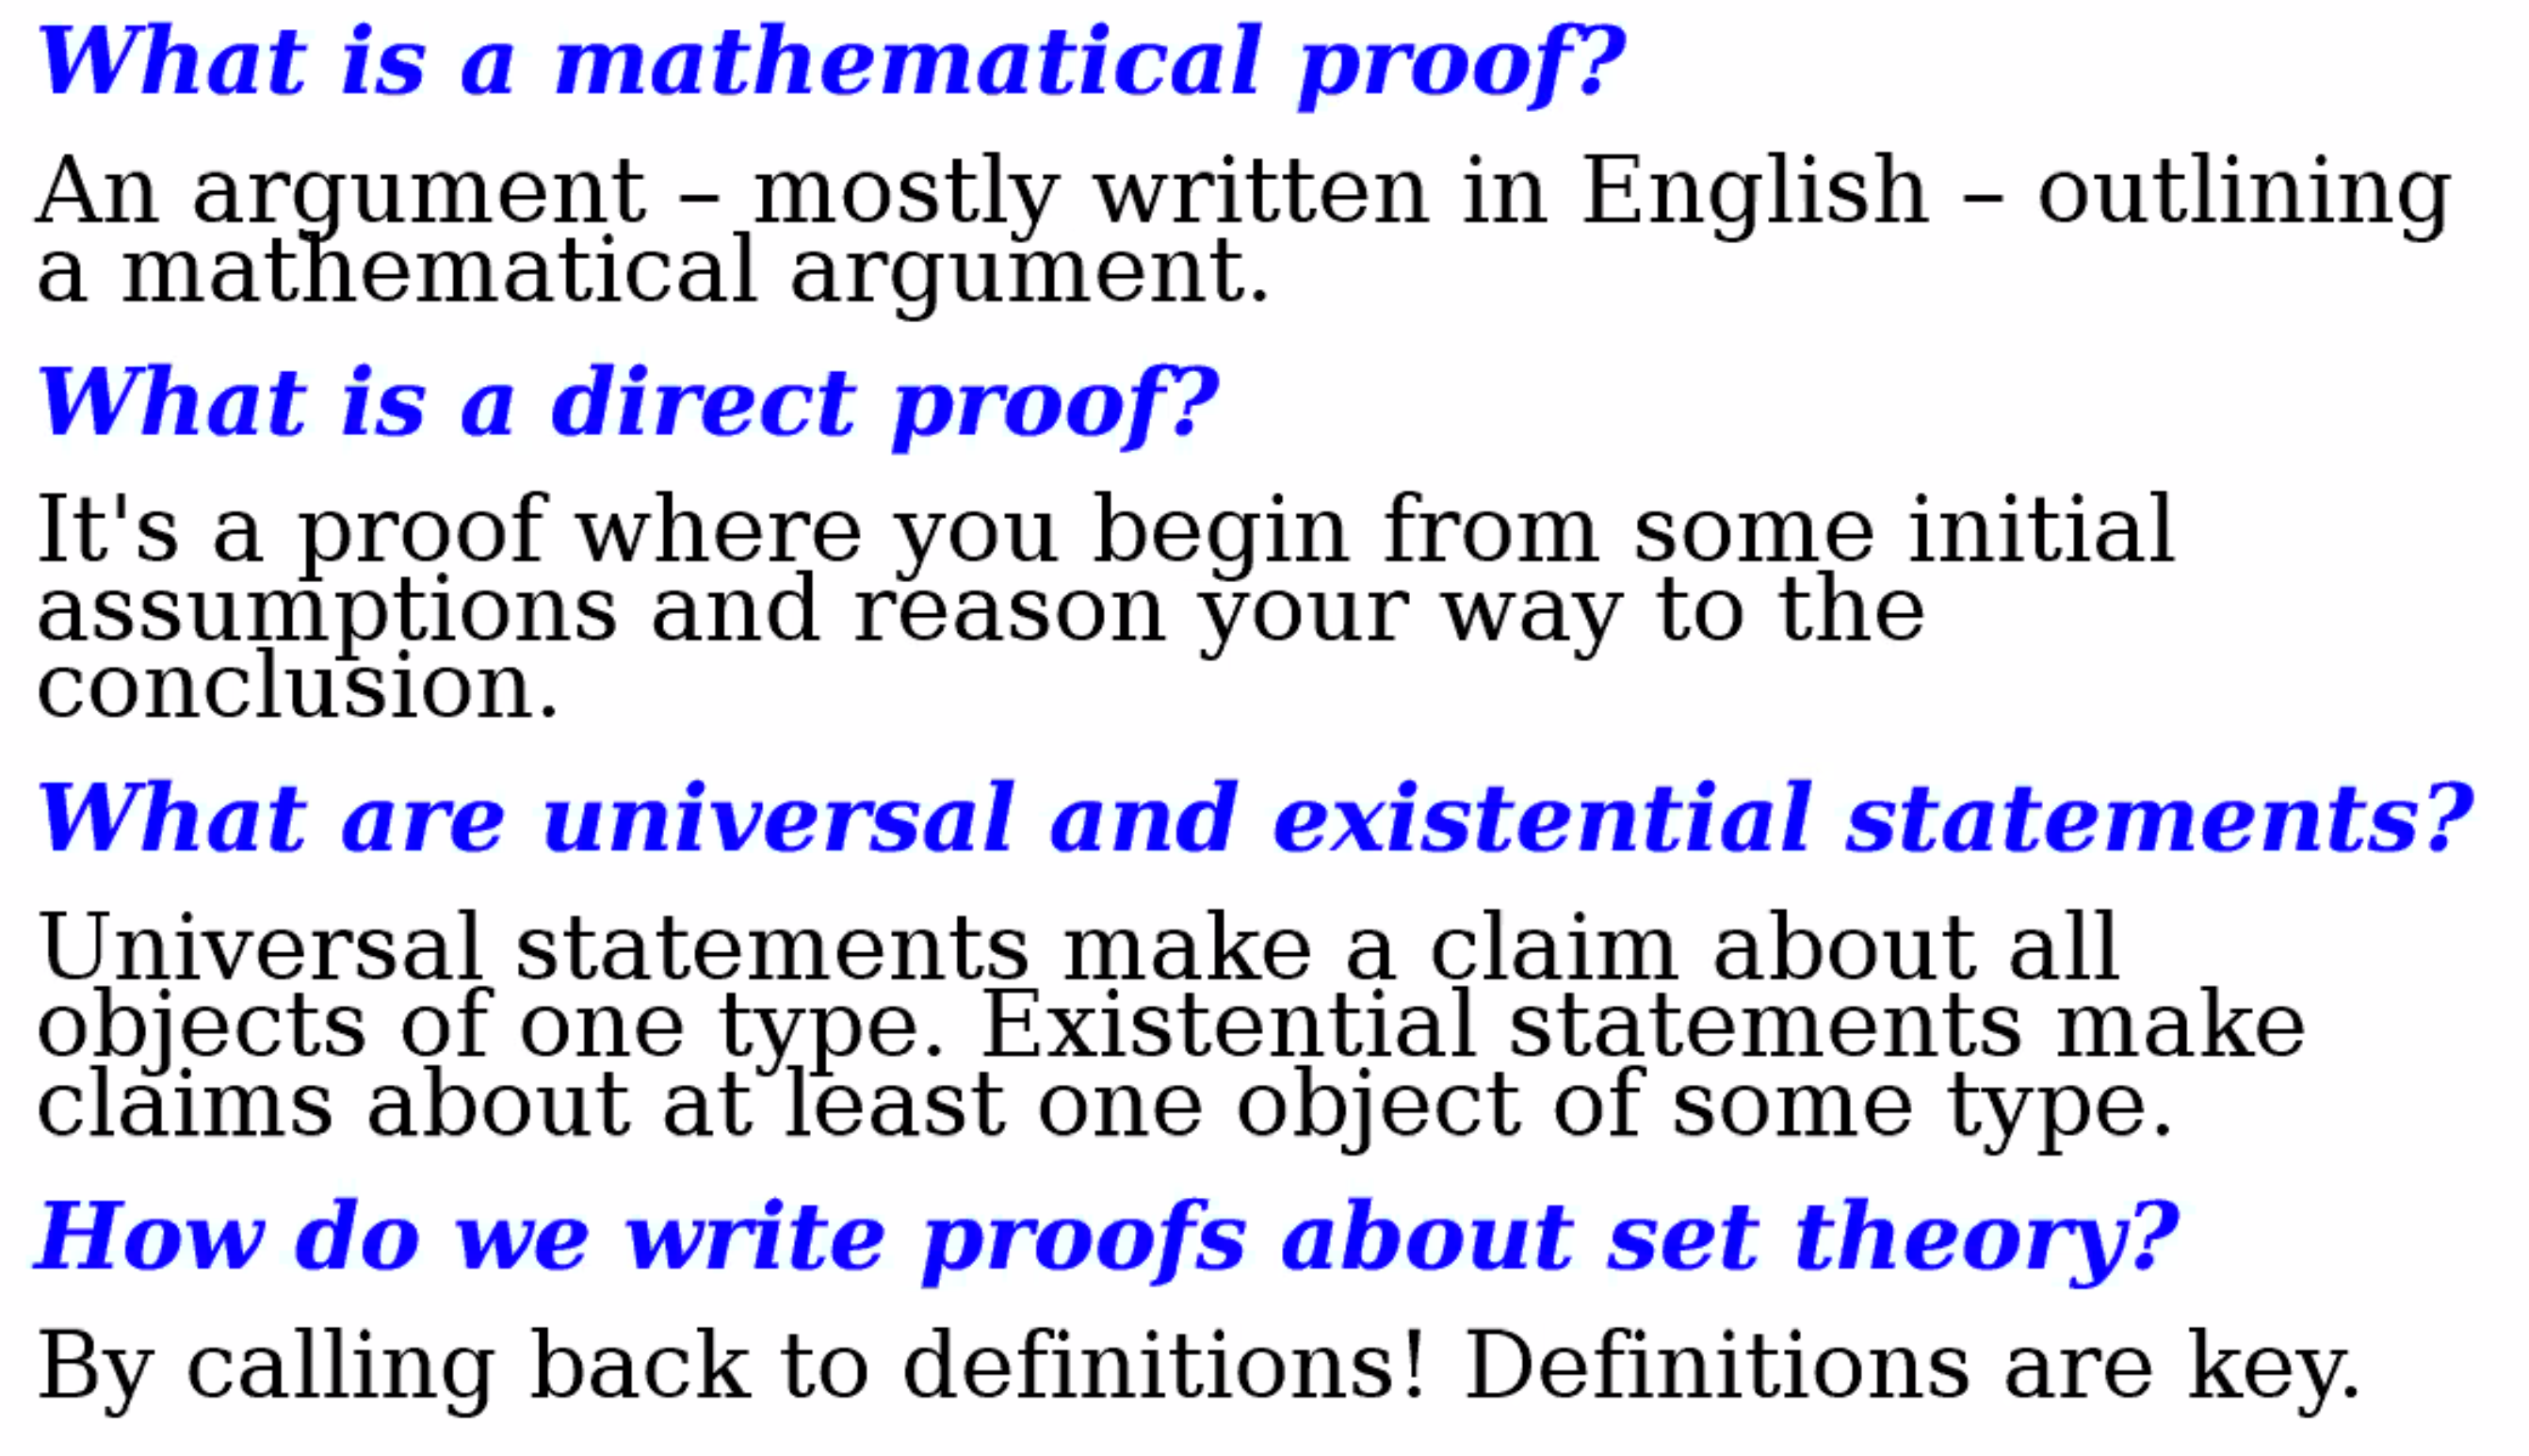 What is a mathematical proof?
An argument – mostly written in English – outlining
a mathematical argument.
What is a direct proof?
It's a proof where you begin from some initial
assumptions and reason your way to the
conclusion.
What are universal and existential statements?
Universal statements make a claim about all
objects of one type. Existential statements make
claims about at least one object of some type.
How do we write proofs about set theory?
By calling back to definitions! Definitions are key.